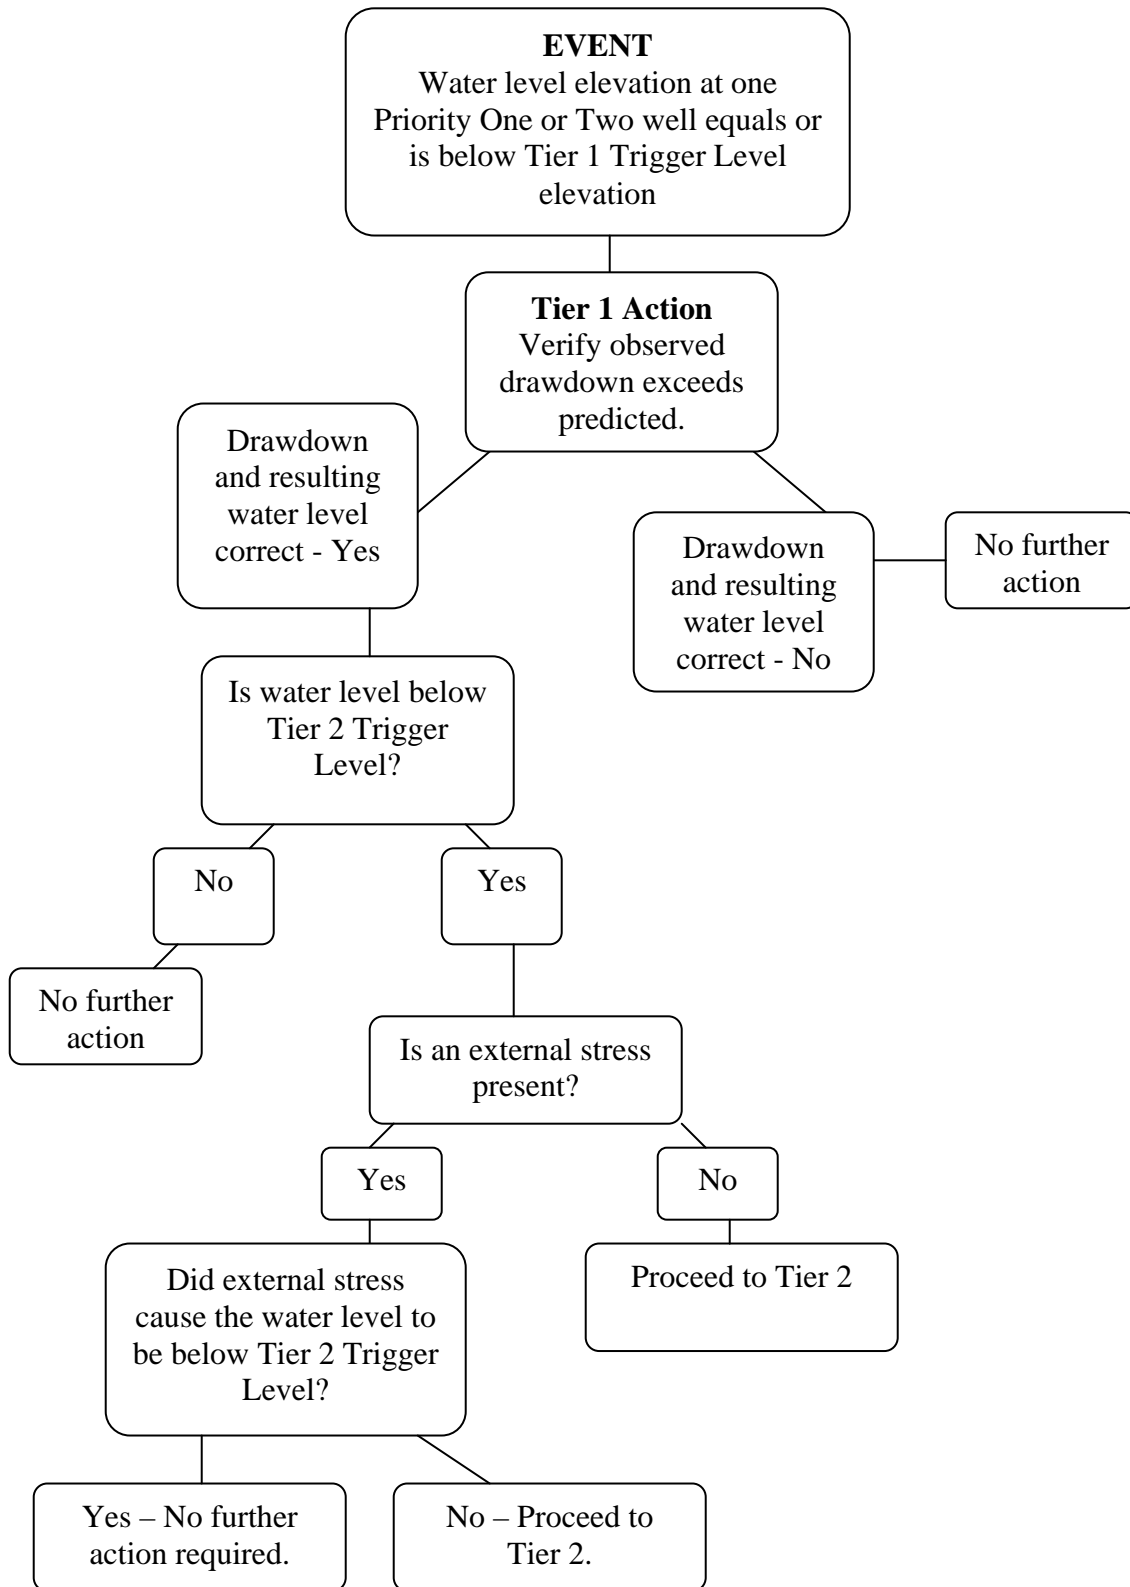 EVENT
Water level elevation at one
Priority One or Two well equals or
is below Tier 1 Trigger Level
elevation
Tier 1 Action
Verify observed
drawdown exceeds
predicted.
Drawdown
and resulting
water level
correct - Yes
Drawdown
and resulting
water level
correct - No
No further
action
Is water level below
Tier 2 Trigger
Level?
No
Yes
No further
action
Is an external stress
present?
Yes
No
Did external stress
cause the water level to
be below Tier 2 Trigger
Level?
Proceed to Tier 2
Yes – No further
action required.
No – Proceed to
Tier 2.